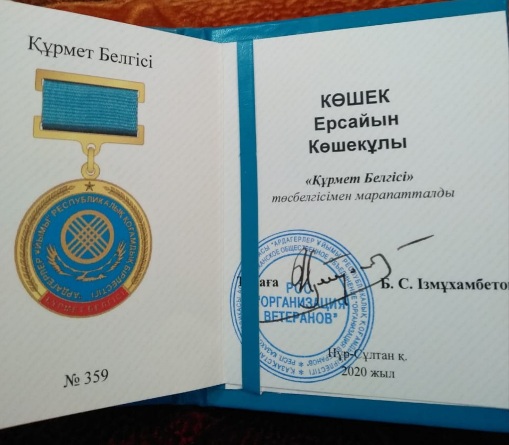 Құрмет Белгісі
№ 359
КӨШЕК
Ерсайын
Көшекұлы
«Құрмет Белгісі»
төсбелгісімен марапатталды
Б. С. Ізмұхамбетов
"ОРГАНИЗАЦИЯ
ВЕТЕРАНОВ"
Нұр-Сұлтан қ.
2020 жыл